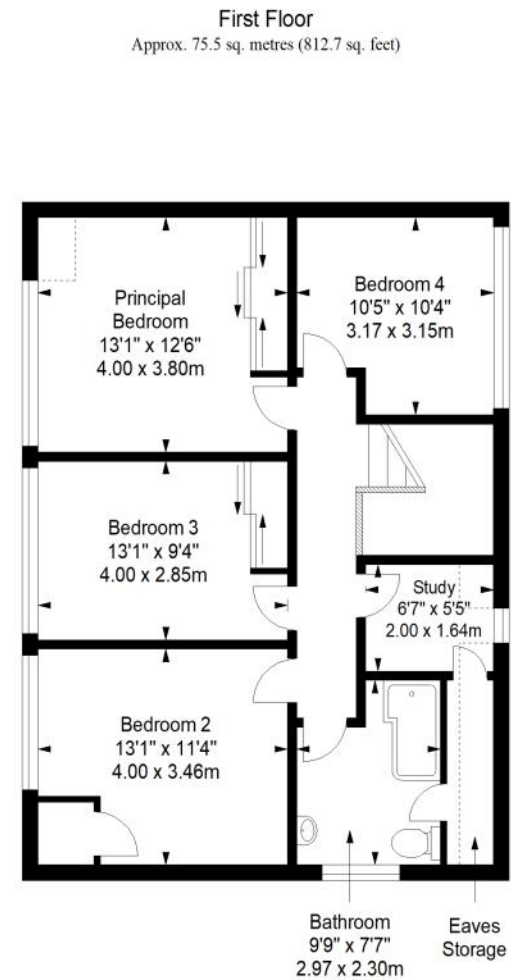 First Floor
Approx. 75.5 sq. metres (812.7 sq. feet)
Principal
Bedroom
13'1" x 12'6"
4.00 x 3.80m
Bedroom 4
10'5" x 10'4"
3.17 x 3.15m
Bedroom 3
13'1" x 9'4"
4.00 x 2.85m
Study
6'7" x 5'5"
2.00 x 1.64m
Bedroom 2
13'1" x 11'4"
4.00 x 3.46m
Bathroom
9'9" x 7'7"
2.97 x 2.30m
Eaves
Storage